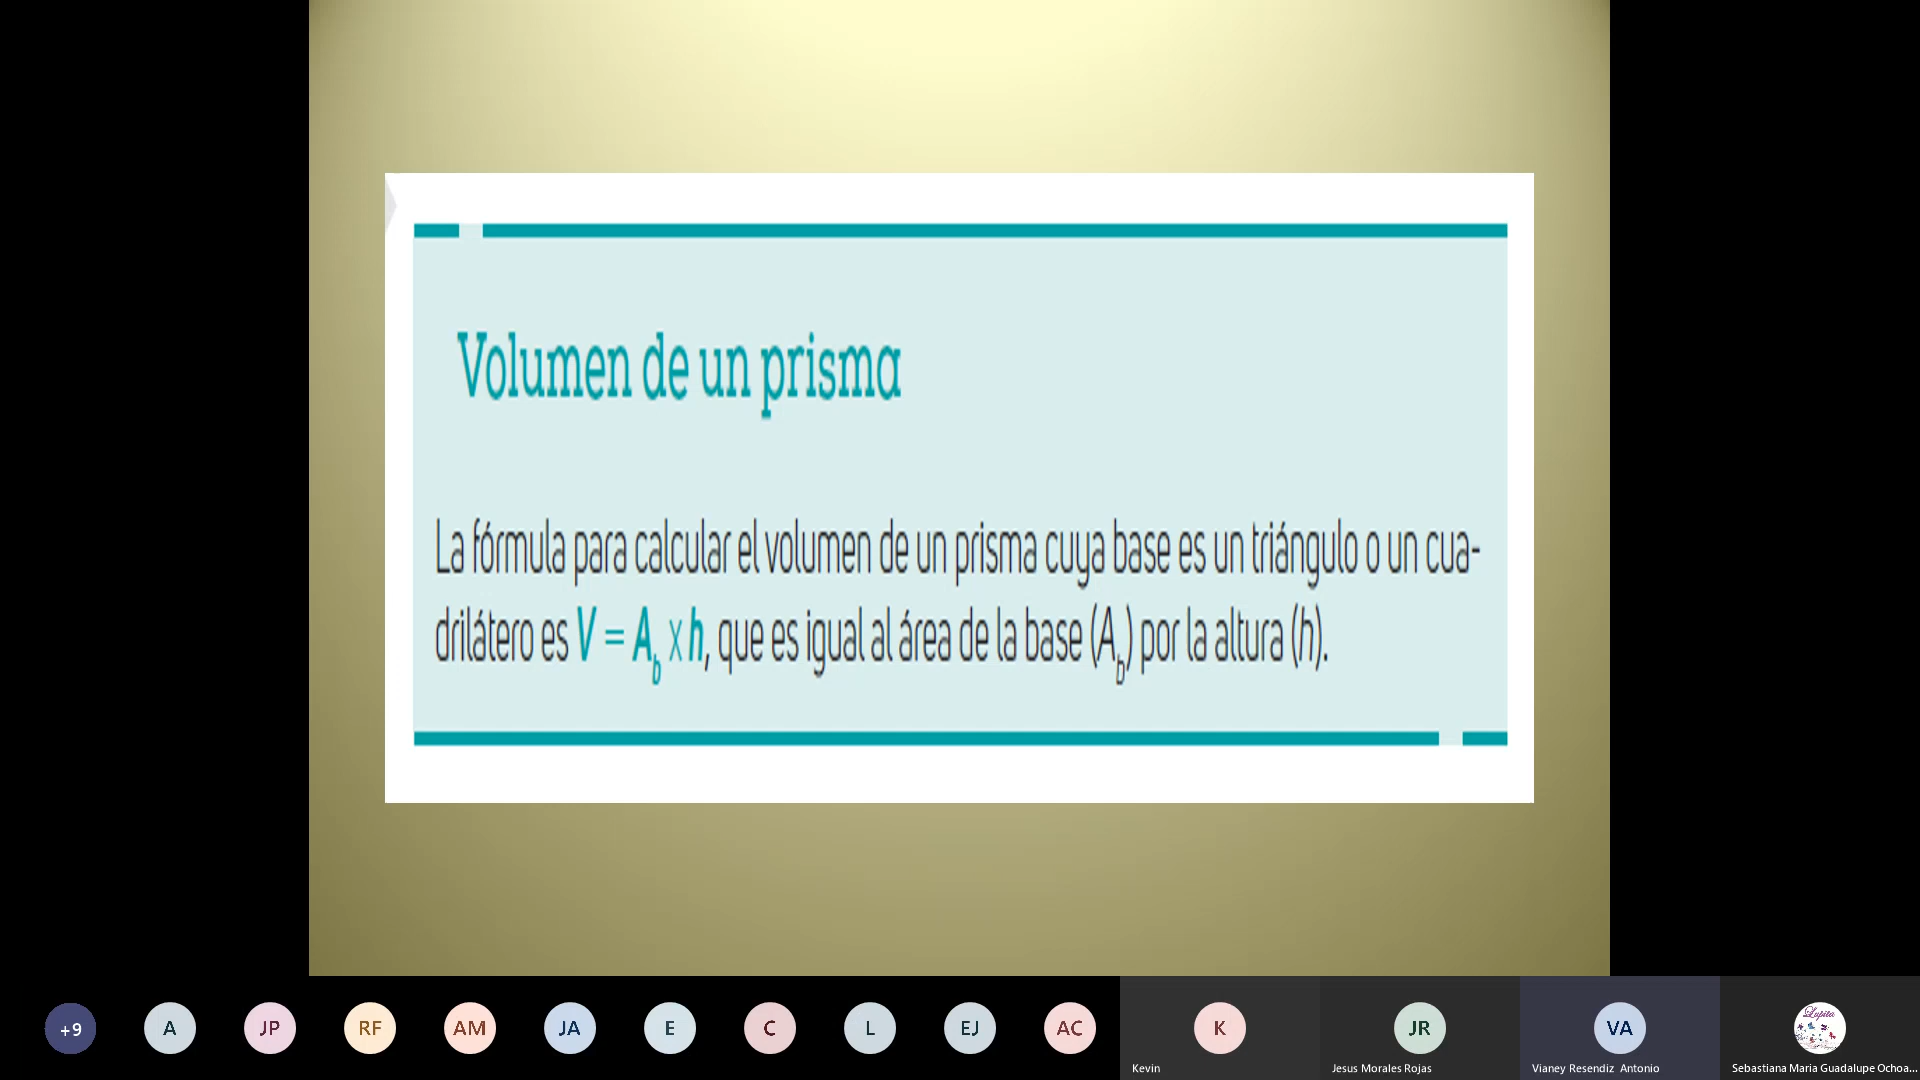 Volumen de un prisma
La fórmula para calcular el volumen de un prisma cuya base es un triángulo o un cua-
drilátero es V = Ab x h, que es igual al área de la base (Ab) por la altura (h).
+9
A
JP
RF
AM
JA
E
C
L
EJ
AC
K
JR
VA
Lupita
Kevin
Jesus Morales Rojas
Vianey Resendiz Antonio
Sebastiana Maria Guadalupe Ochoa...